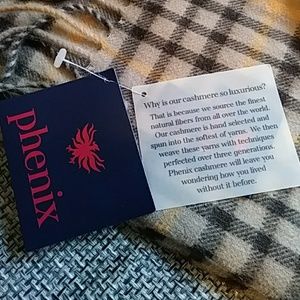 phenix
Why is our cashmere so luxurious?
That is because we source the finest
natural fibers from all over the world.
Our cashmere is hand selected and
spun into the softest of yarns. We then
weave these yarns with techniques
perfected over three generations.
Phenix cashmere will leave you
wondering how you lived
without it before.